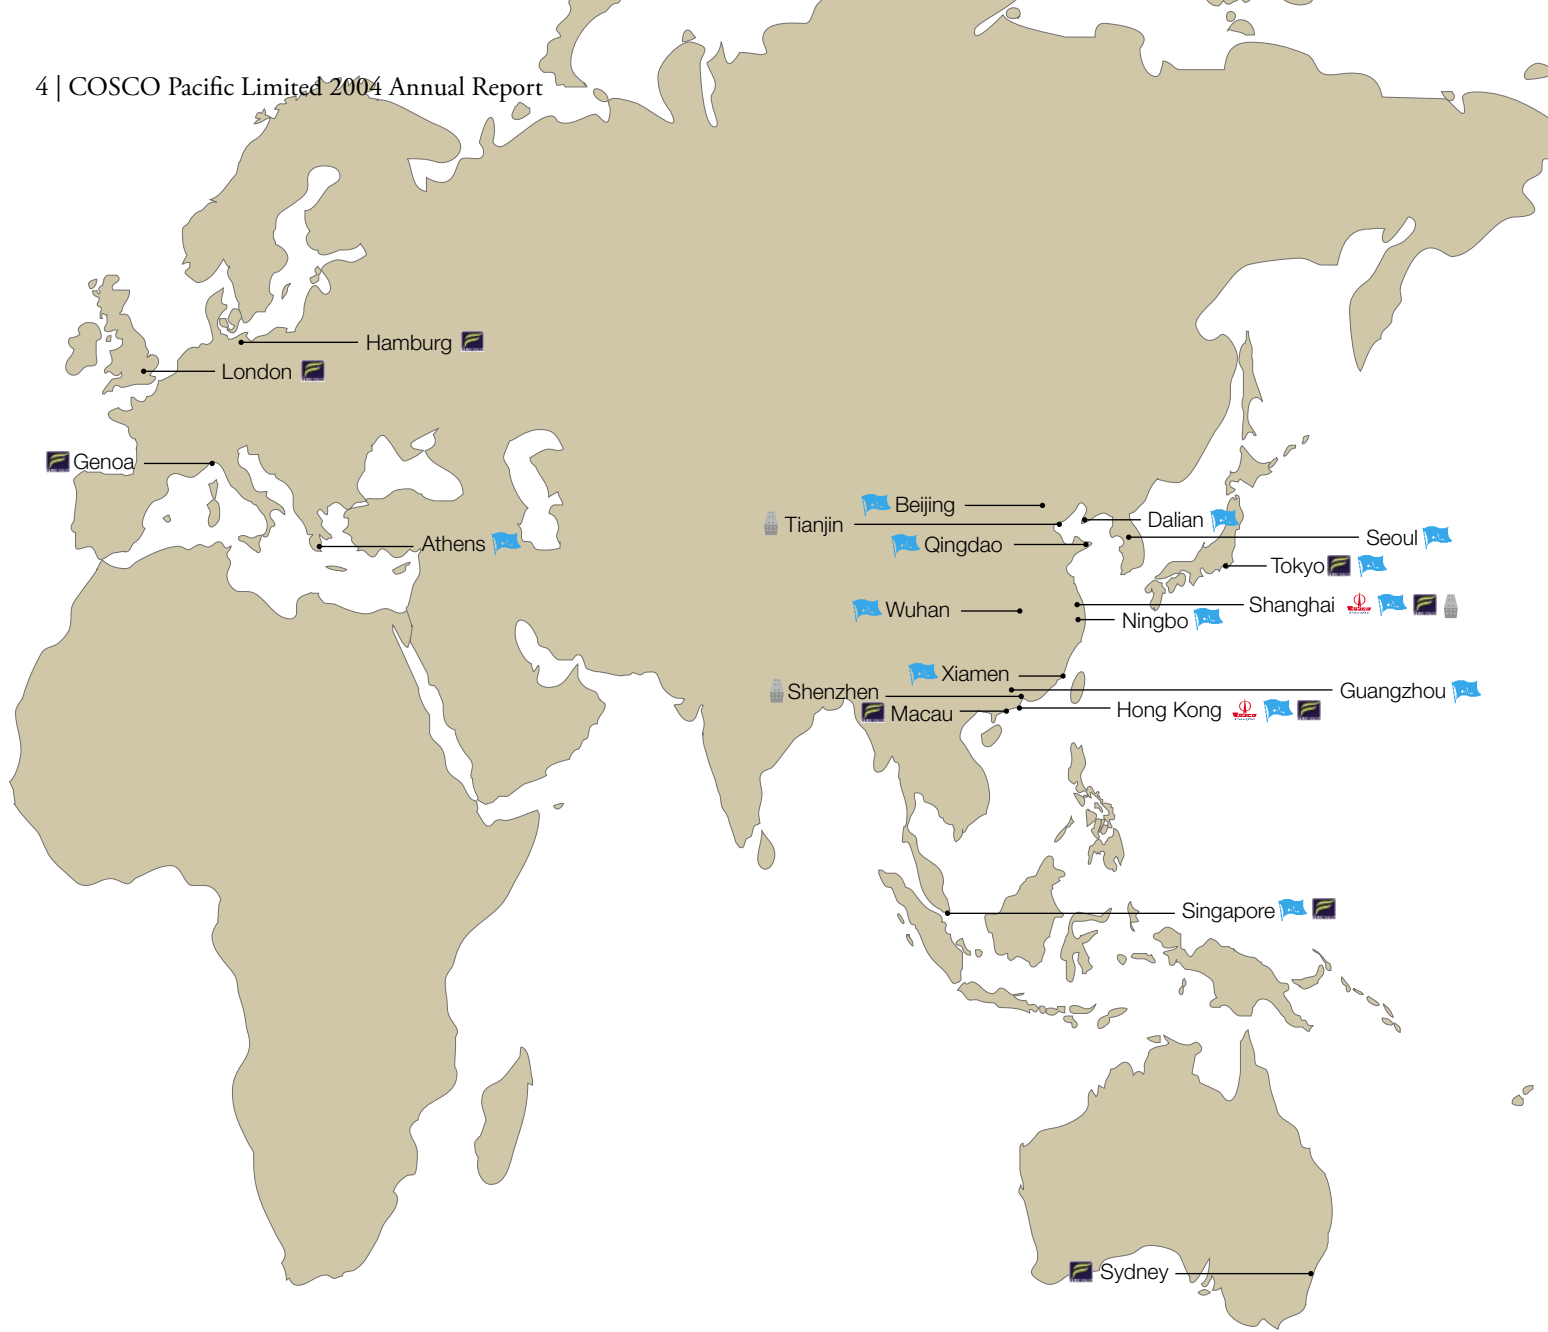 4 | COSCO Pacific Limited 2004 Annual Report
Hamburg
London
Genoa
Beijing
Tianjin
Dalian
Athens
Qingdao
Seoul
Tokyo
Wuhan
Shanghai
Ningbo
Xiamen
Shenzhen
Guangzhou
Macau
Hong Kong
Singapore
Sydney